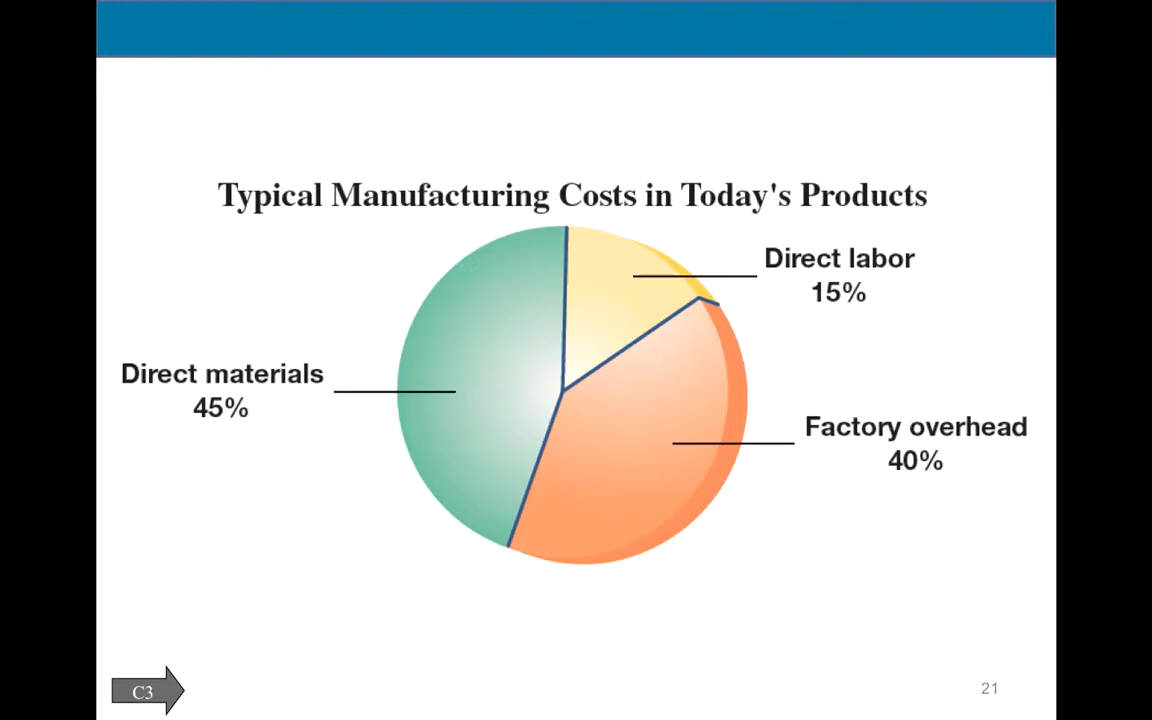 Typical Manufacturing Costs in Today's Products
Direct labor
15%
Direct materials
45%
Factory overhead
40%
C3
21